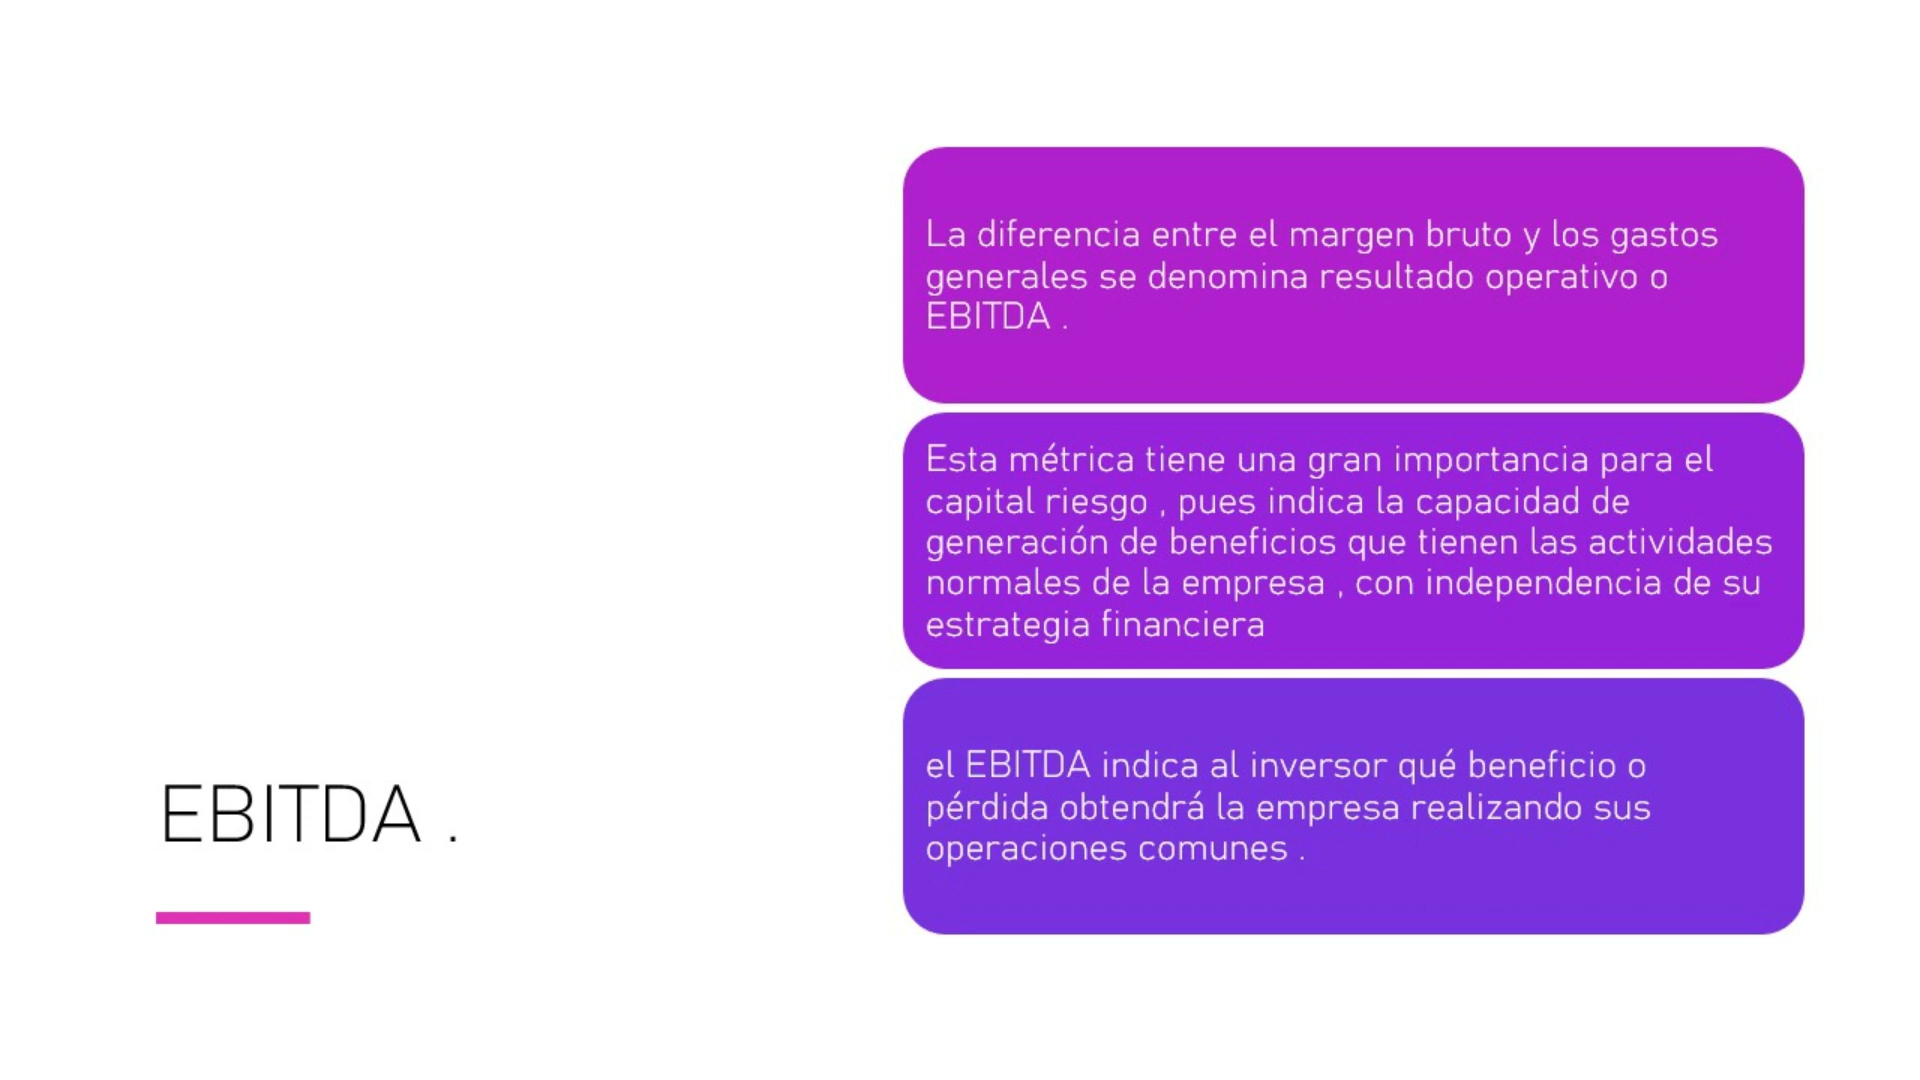 EBITDA .
La diferencia entre el margen bruto y los gastos
generales se denomina resultado operativo o
EBITDA .
Esta métrica tiene una gran importancia para el
capital riesgo , pues indica la capacidad de
generación de beneficios que tienen las actividades
normales de la empresa , con independencia de su
estrategia financiera
el EBITDA indica al inversor qué beneficio o
pérdida obtendrá la empresa realizando sus
operaciones comunes .